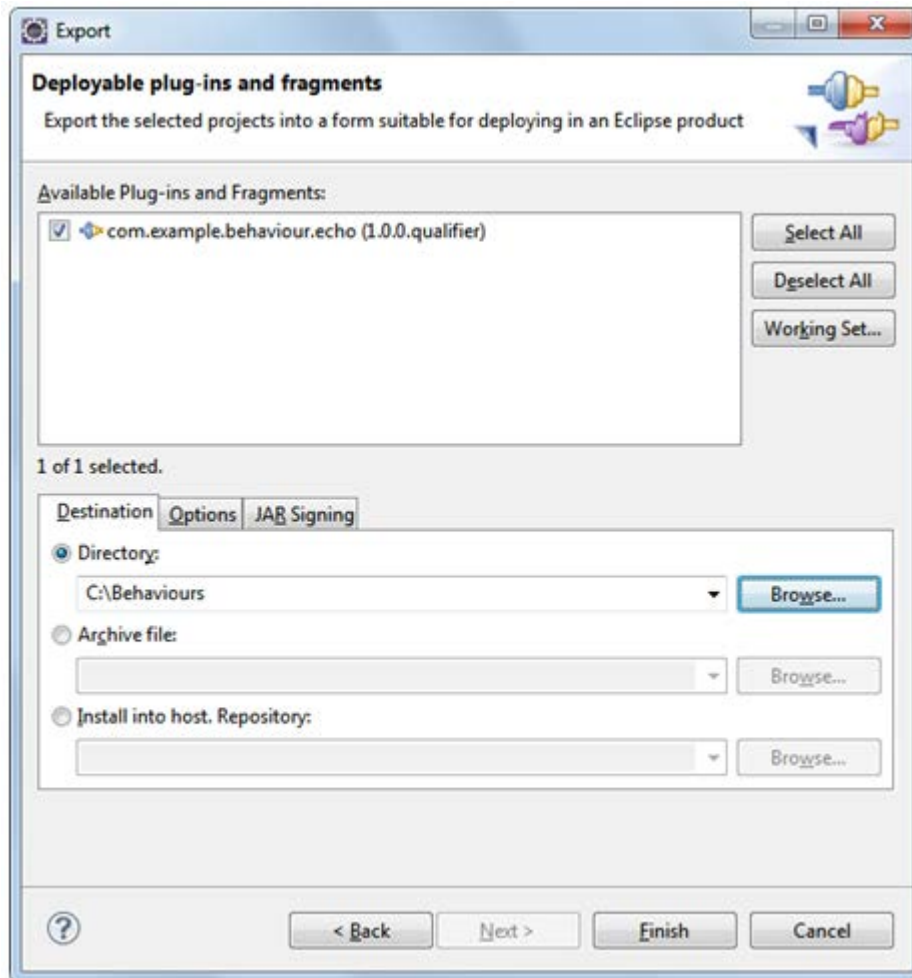 Export
Deployable plug-ins and fragments
Export the selected projects into a form suitable for deploying in an Eclipse product
Available Plug-ins and Fragments:
com.example.behaviour.echo (1.0.0.qualifier)
Select All
Deselect All
Working Set...
1 of 1 selected.
Destination Options JAR Signing
Directory:
C:\Behaviours Browse...
Archive file:
Browse...
Install into host. Repository:
Browse...
? < Back Next > Finish Cancel